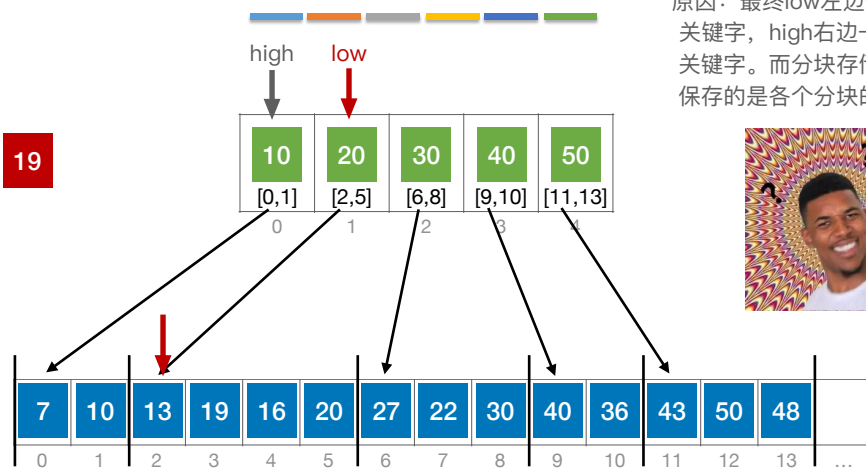 原因：最终low左边
关键字，high右边
关键字。而分块存
保存的是各个分块的
high low
19
10 20 30 40 50
[0,1] [2,5] [6,8] [9,10] [11,13]
0 1 2 3 4
7 10 13 19 16 20 27 22 30 40 36 43 50 48
0 1 2 3 4 5 6 7 8 9 10 11 12 13 ...